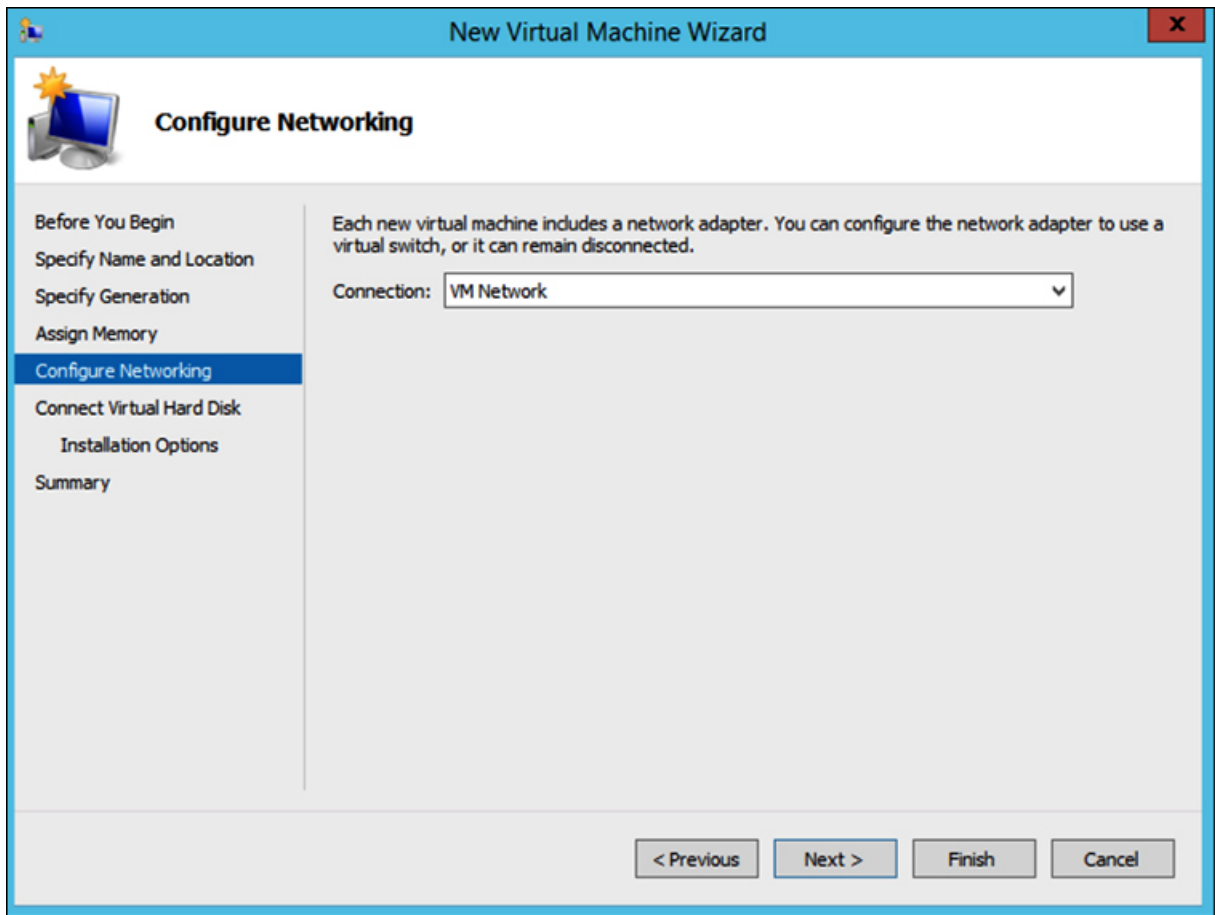 New Virtual Machine Wizard
x
Configure Networking
Before You Begin
Specify Name and Location
Specify Generation
Assign Memory
Configure Networking
Connect Virtual Hard Disk
Installation Options
Summary
Each new virtual machine includes a network adapter. You can configure the network adapter to use a
virtual switch, or it can remain disconnected.
Connection: VM Network
< Previous
Next >
Finish
Cancel